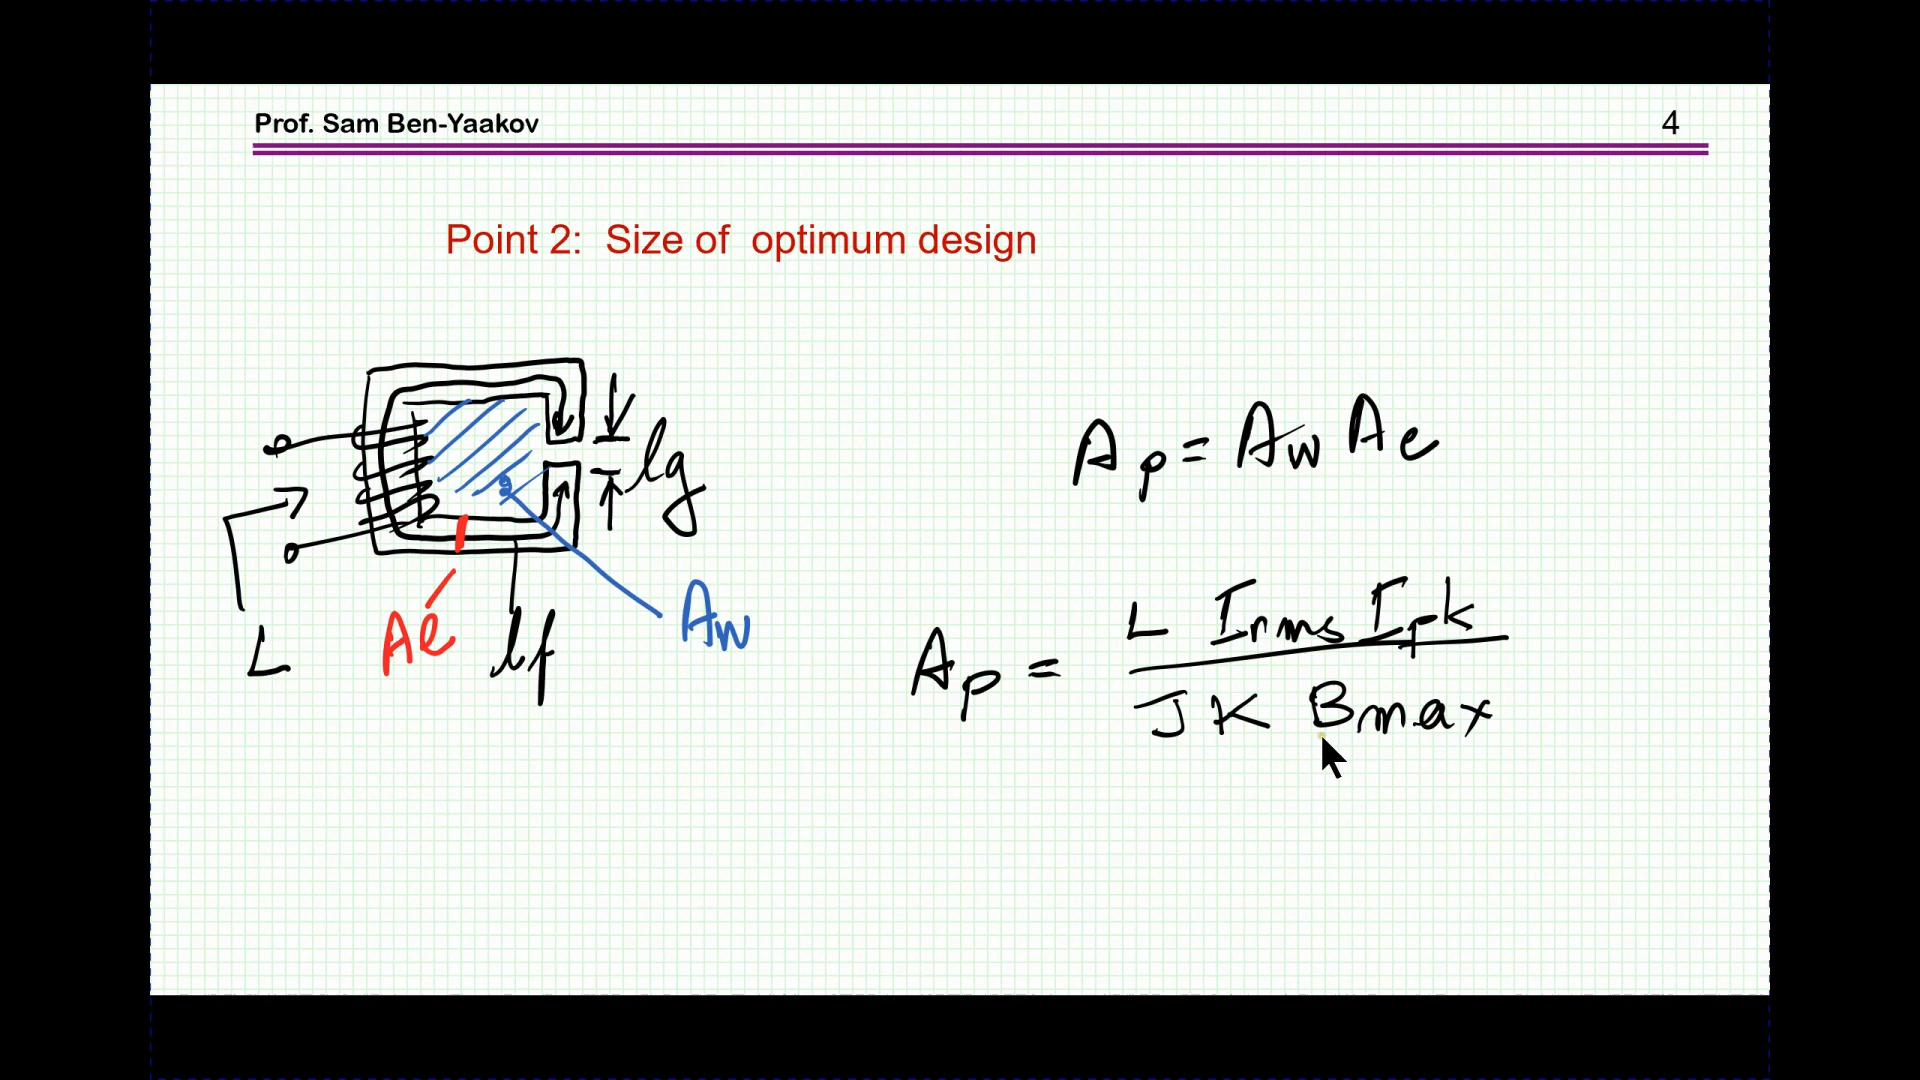 Prof. Sam Ben-Yaakov 4
Point 2: Size of optimum design
lg
L
Ae
lf
Aw
Ap = Aw Ae
Ap = L Irms Ipk
J K Bmax